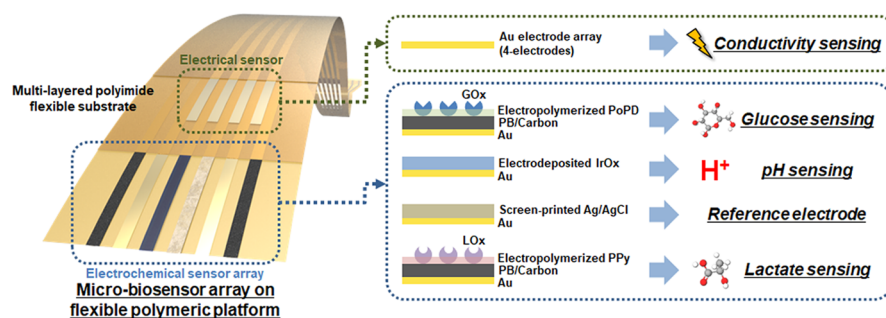 Electrical sensor
Multi-layered polyimide
flexible substrate
Electrochemical sensor array
Micro-biosensor array on
flexible polymeric platform
Au electrode array
(4-electrodes)
Conductivity sensing
GOx
Electropolymerized PoPD
PB/Carbon
Au
Glucose sensing
Electrodeposited IrOx
Au
H+
pH sensing
Screen-printed Ag/AgCl
Au
Reference electrode
LOx
Electropolymerized PPy
PB/Carbon
Au
Lactate sensing